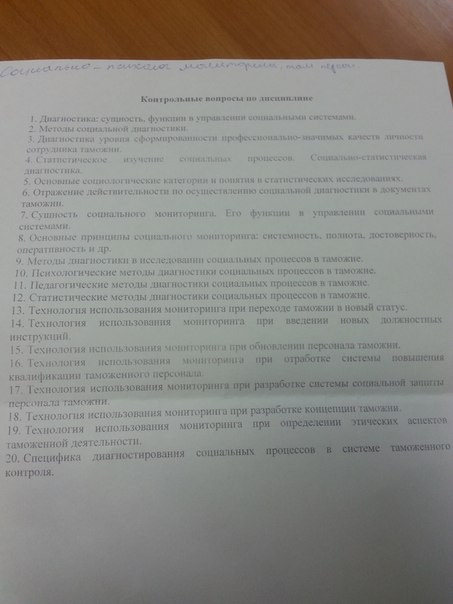 Социально – психолог мониторинг там персон.
Контрольные вопросы по дисциплине
1. Диагностика: сущность, функции в управлении социальными системами.
2. Методы социальной диагностики.
3. Диагностика уровня сформированности профессионально-значимых качеств личности
сотрудника таможни.
4. Статистическое изучение социальных процессов. Социально-статистическая
диагностика.
5. Основные социологические категории и понятия в статистических исследованиях.
6. Отражение действительности по осуществлению социальной диагностики в документах
таможни.
7. Сущность социального мониторинга. Его функции в управлении социальными
системами.
8. Основные принципы социального мониторинга: системность, полнота, достоверность,
оперативность и др.
9. Методы диагностики в исследовании социальных процессов в таможне.
10. Психологические методы диагностики социальных процессов в таможне.
11. Педагогические методы диагностики социальных процессов в таможне.
12. Статистические методы диагностики социальных процессов в таможне.
13. Технология использования мониторинга при переходе таможни в новый статус.
14. Технология использования мониторинга при введении новых должностных
инструкций.
15. Технология использования мониторинга при обновлении персонала таможни.
16. Технология использования мониторинга при отработке системы повышения
квалификации таможенного персонала.
17. Технология использования мониторинга при разработке системы социальной защиты
персонала таможни.
18. Технология использования мониторинга при разработке концепции таможни.
19. Технология использования мониторинга при определении этических аспектов
таможенной деятельности.
20. Специфика диагностирования социальных процессов в системе таможенного
контроля.